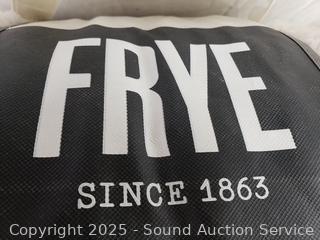 FRYE
SINCE 1863
Copyright 2025 - Sound Auction Service